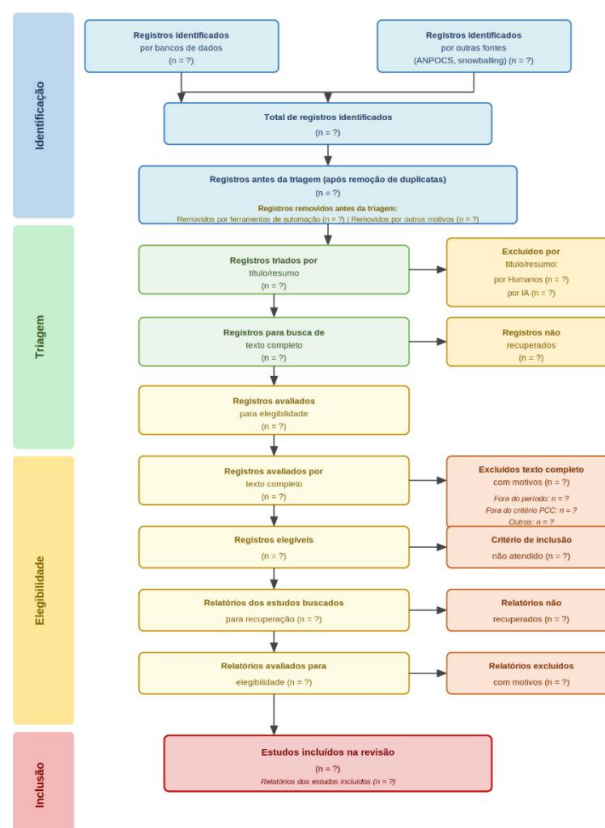 Identificação
Registros identificados
por bancos de dados
(n = ?)
Registros identificados
por outras fontes
(ANPOCS, snowballing) (n = ?)
Total de registros identificados
(n = ?)
Registros antes da triagem (após remoção de duplicatas)
(n = ?)
Registros removidos antes da triagem:
Removidos por ferramentas de automação (n = ?) | Removidos por outros motivos (n = ?)
Triagem
Registros triados por
título/resumo
(n = ?)
Excluídos por
título/resumo:
por Humanos (n = ?)
por IA (n = ?)
Registros para busca de
texto completo
(n = ?)
Registros não
recuperados
(n = ?)
Registros avaliados
para elegibilidade
(n = ?)
Elegibilidade
Registros avaliados por
texto completo
(n = ?)
Excluídos texto completo
com motivos (n = ?)
Fora do período: n = ?
Fora do critério PCC: n = ?
Outros: n = ?
Registros elegíveis
(n = ?)
Critério de inclusão
não atendido (n = ?)
Relatórios dos estudos buscados
para recuperação (n = ?)
Relatórios não
recuperados (n = ?)
Relatórios avaliados para
elegibilidade (n = ?)
Relatórios excluídos
com motivos (n = ?)
Inclusão
Estudos incluídos na revisão
(n = ?)
Relatórios dos estudos incluídos (n = ?)